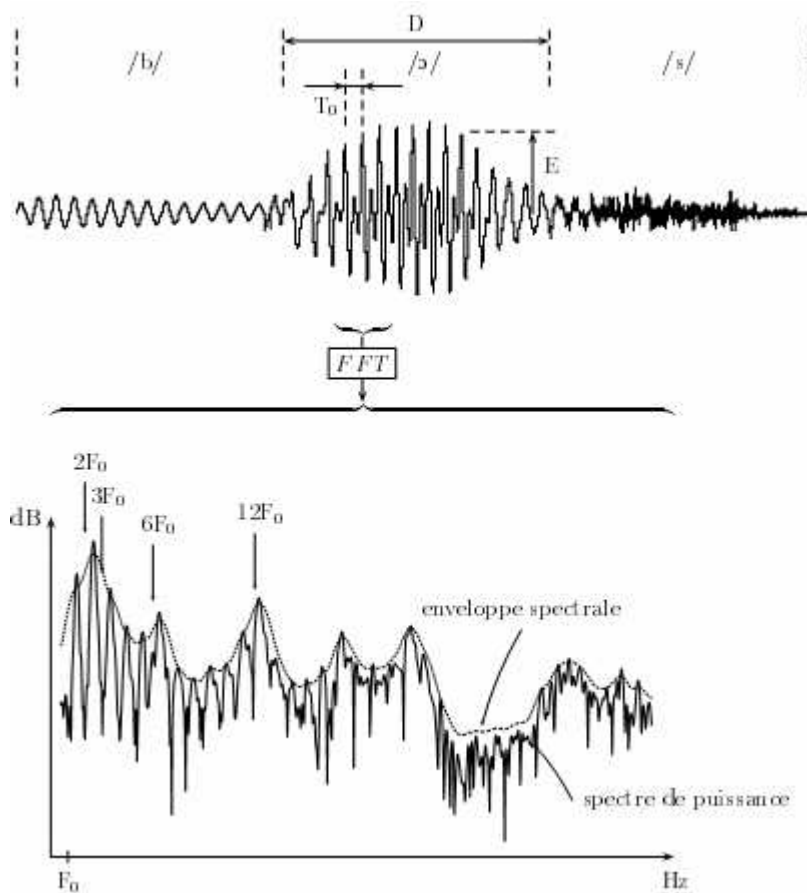 D
/b/ /ɔ/ /s/
T₀
E
FFT
2F₀
3F₀
dB
6F₀
12F₀
enveloppe spectrale
spectre de puissance
F₀
Hz